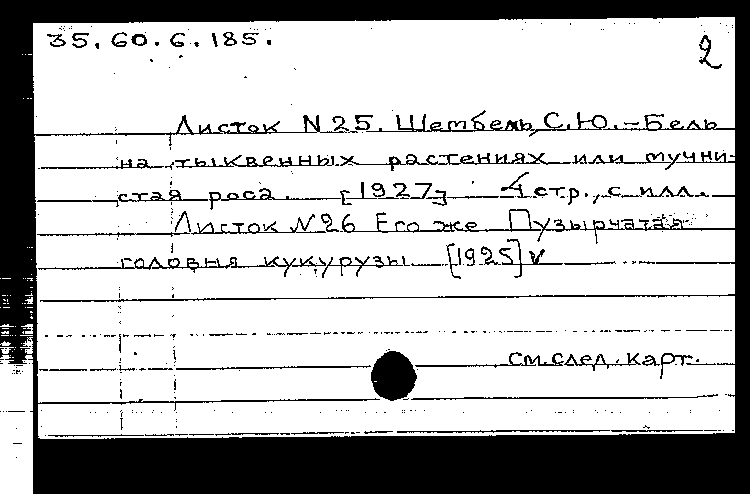 35.60.6.185.
2
Листок N 25. Шембель, С.Ю. - Бель
на тыквенных растениях или мучни-
стая роса. [1927] 4 стр., с илл.
Листок №26 Его же Пузырчатая
головня кукурузы [1925] v
см. след. карт.